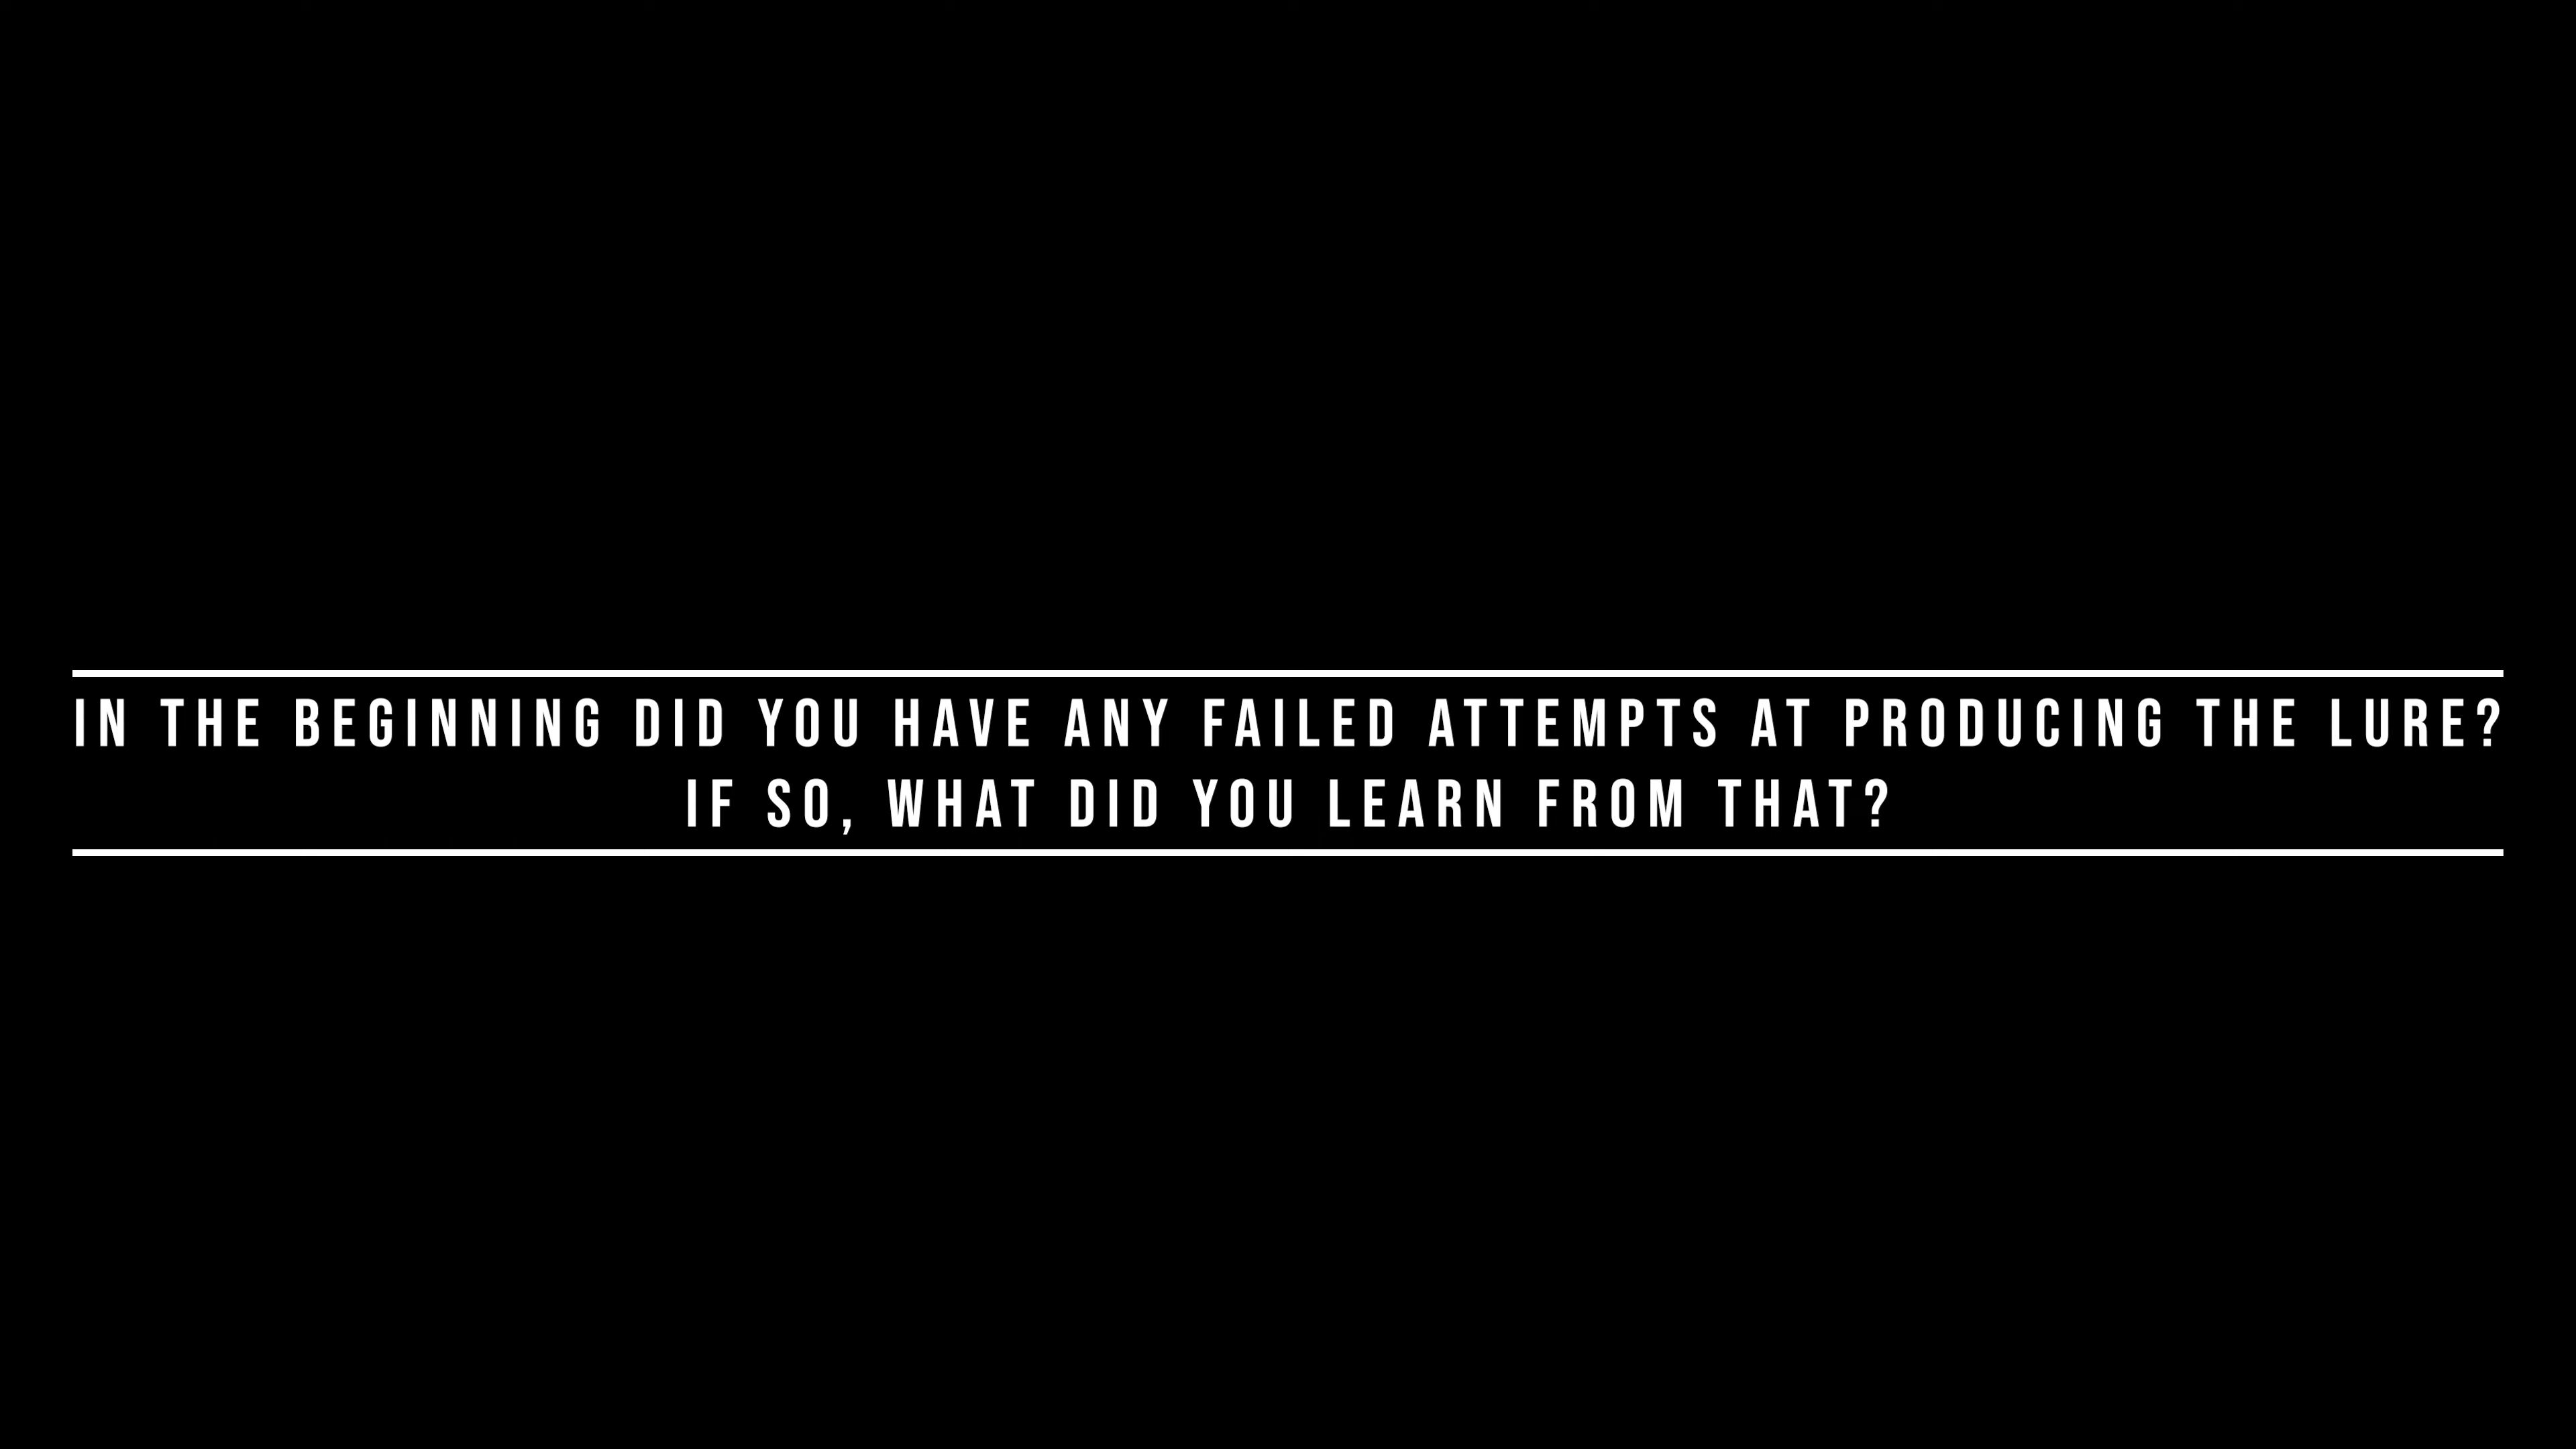 IN THE BEGINNING DID YOU HAVE ANY FAILED ATTEMPTS AT PRODUCING THE LURE?
IF SO, WHAT DID YOU LEARN FROM THAT?